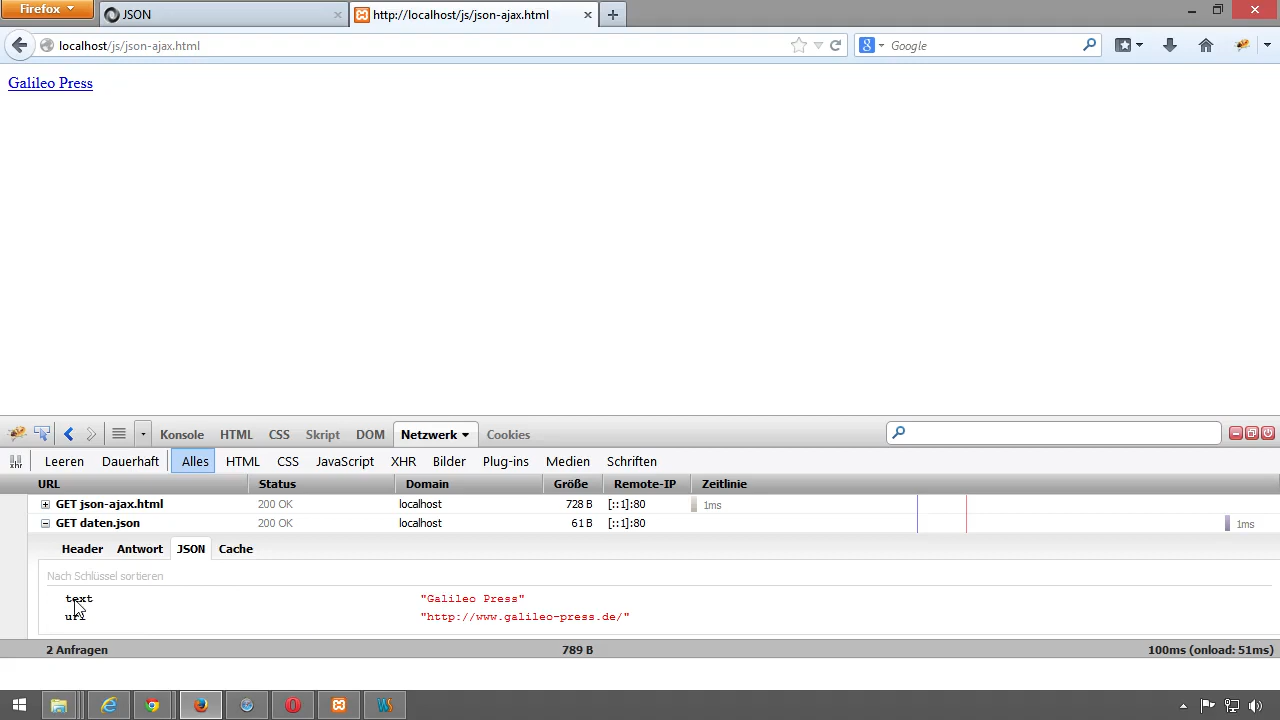 Firefox
JSON
http://localhost/js/json-ajax.html
localhost/js/json-ajax.html
Google
Galileo Press
Konsole HTML CSS Skript DOM Netzwerk Cookies
Leeren Dauerhaft Alles HTML CSS JavaScript XHR Bilder Plug-ins Medien Schriften
URL Status Domain Größe Remote-IP Zeitlinie
GET json-ajax.html 200 OK localhost 728 B [::1]:80 1ms
GET daten.json 200 OK localhost 61 B [::1]:80 1ms
Header Antwort JSON Cache
Nach Schlüssel sortieren
text "Galileo Press"
url "http://www.galileo-press.de/"
2 Anfragen 789 B 100ms (onload: 51ms)